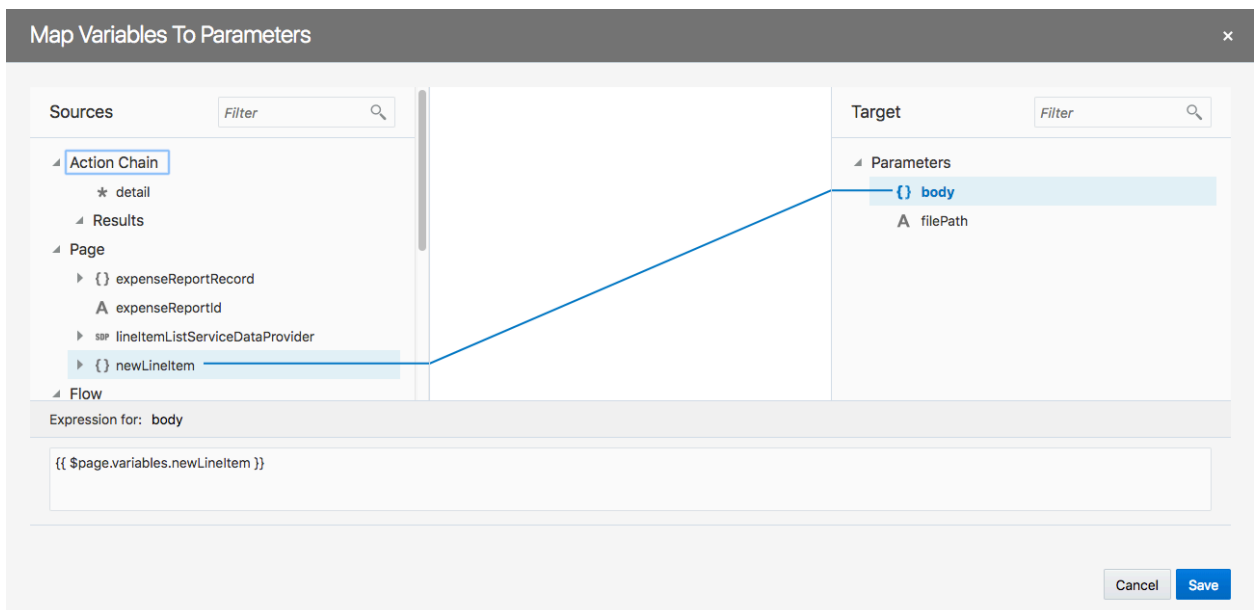 Map Variables To Parameters ×
Sources Filter
Action Chain
* detail
Results
Page
{ } expenseReportRecord
A expenseReportId
SDP lineItemListServiceDataProvider
{ } newLineItem
Flow
Target Filter
Parameters
{ } body
A filePath
Expression for: body
{{ $page.variables.newLineItem }}
Cancel Save